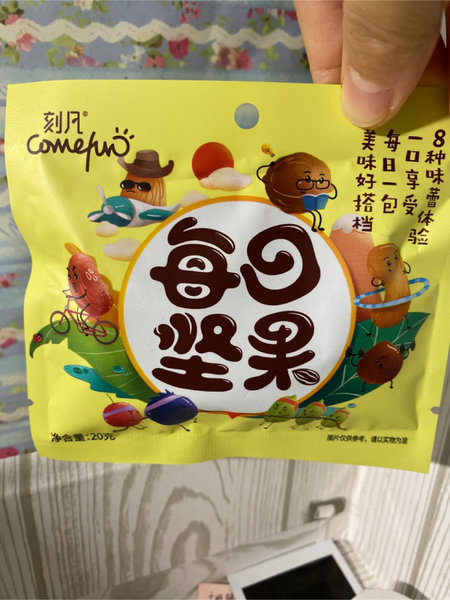 刻凡®
comefun
8种味蕾体验
一口享受
每日一包
美味好搭档
每日
坚果
净含量:20克
图片仅供参考，请以实物为准